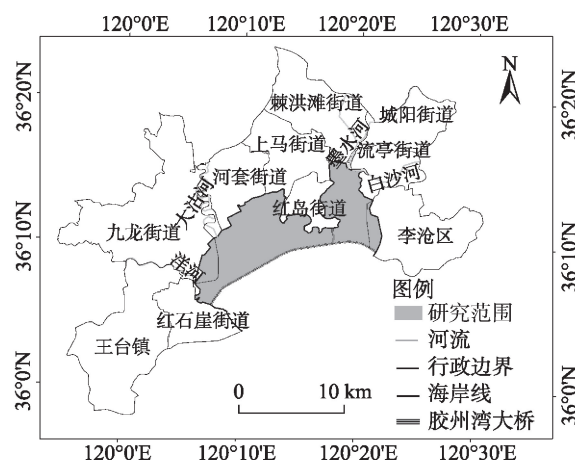 120°0'E 120°10'E 120°20'E 120°30'E
36°20'N
36°10'N
36°0'N
N
棘洪滩街道
城阳街道
上马街道
墨水河
流亭街道
河套街道
白沙河
大沽河
红岛街道
九龙街道
李沧区
洋河
红石崖街道
王台镇
图例
研究范围
河流
行政边界
海岸线
胶州湾大桥
0 10 km
36°20'N
36°10'N
36°0'N
120°0'E 120°10'E 120°20'E 120°30'E